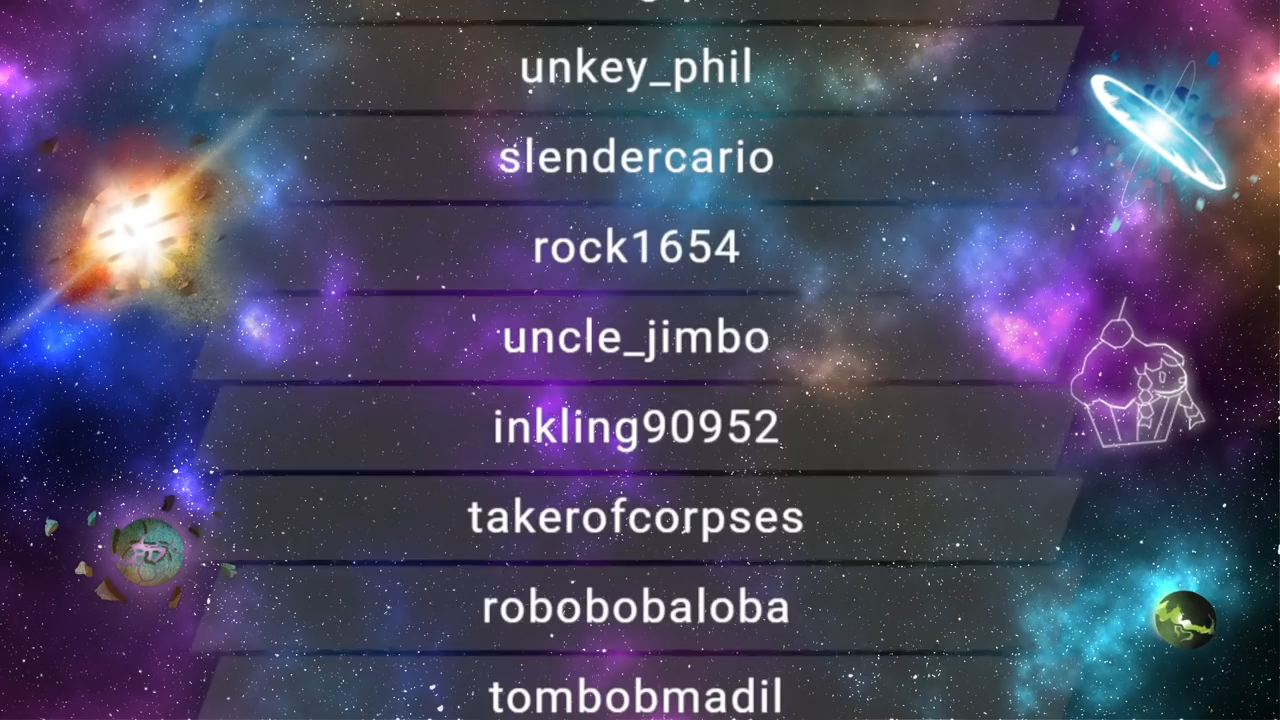 unkey_phil
slendercario
rock1654
uncle_jimbo
inkling90952
takerofcorpses
robobobaloba
tombobmadil